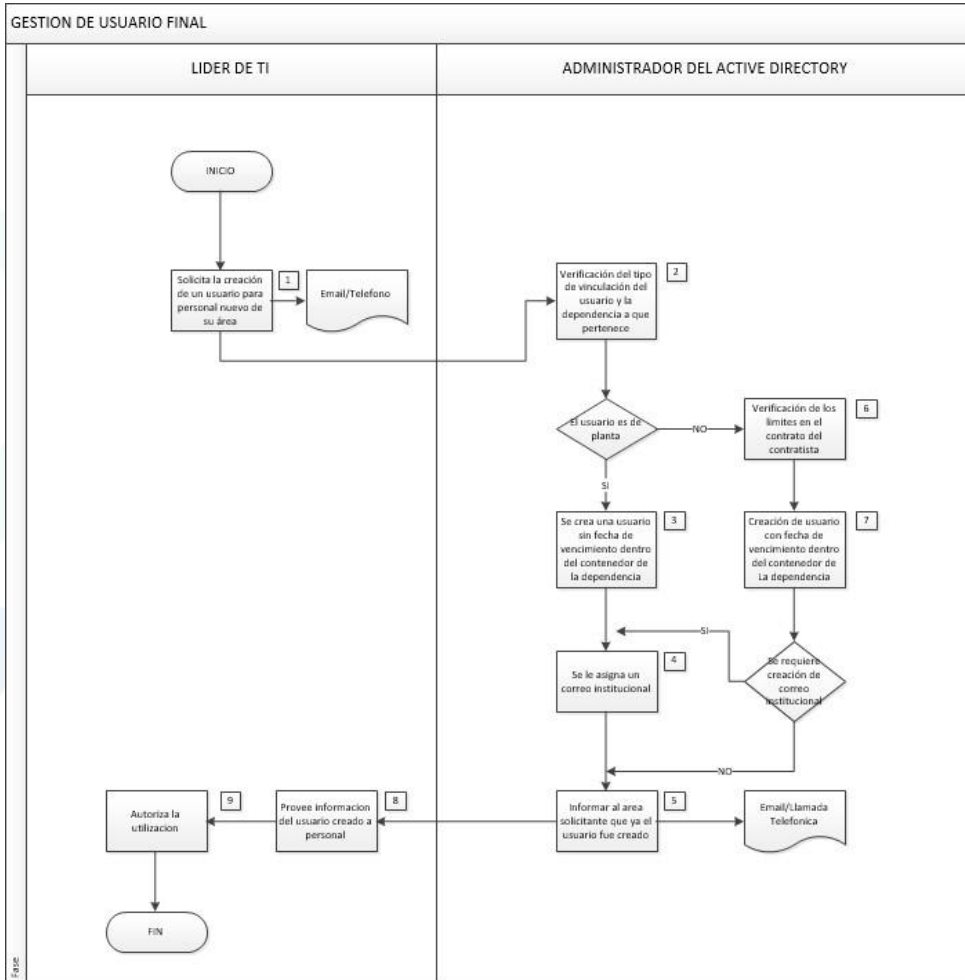 GESTION DE USUARIO FINAL
LIDER DE TI
ADMINISTRADOR DEL ACTIVE DIRECTORY
INICIO
Solicita la creación
de un usuario para
personal nuevo de
su área
1
Email/Telefono
Verificación del tipo
de vinculación del
usuario y la
dependencia a que
pertenece
2
El usuario es de
planta
NO
Verificación de los
limites en el
contrato del
contratista
6
SI
Se crea una usuario
sin fecha de
vencimiento dentro
del contenedor de
la dependencia
3
Creación de usuario
con fecha de
vencimiento dentro
del contenedor de
La dependencia
7
SI
Se le asigna un
correo institucional
4
Se requiere
creación de
correo
institucional
NO
Autoriza la
utilizacion
9
Provee informacion
del usuario creado a
personal
8
Informar al area
solicitante que ya el
usuario fue creado
5
Email/Llamada
Telefonica
FIN
Fase